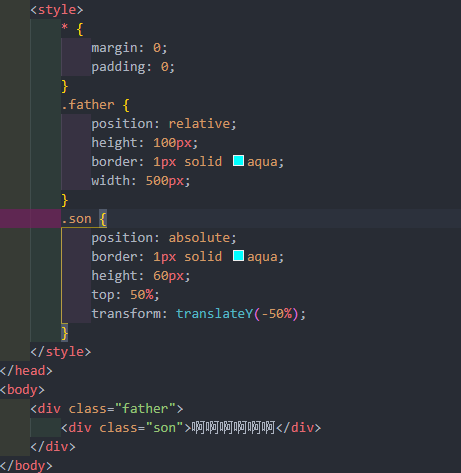 <style>
* {
margin: 0;
padding: 0;
}
.father {
position: relative;
height: 100px;
border: 1px solid aqua;
width: 500px;
}
.son {
position: absolute;
border: 1px solid aqua;
height: 60px;
top: 50%;
transform: translateY(-50%);
}
</style>
</head>
<body>
<div class="father">
<div class="son">啊啊啊啊啊啊</div>
</div>
</body>